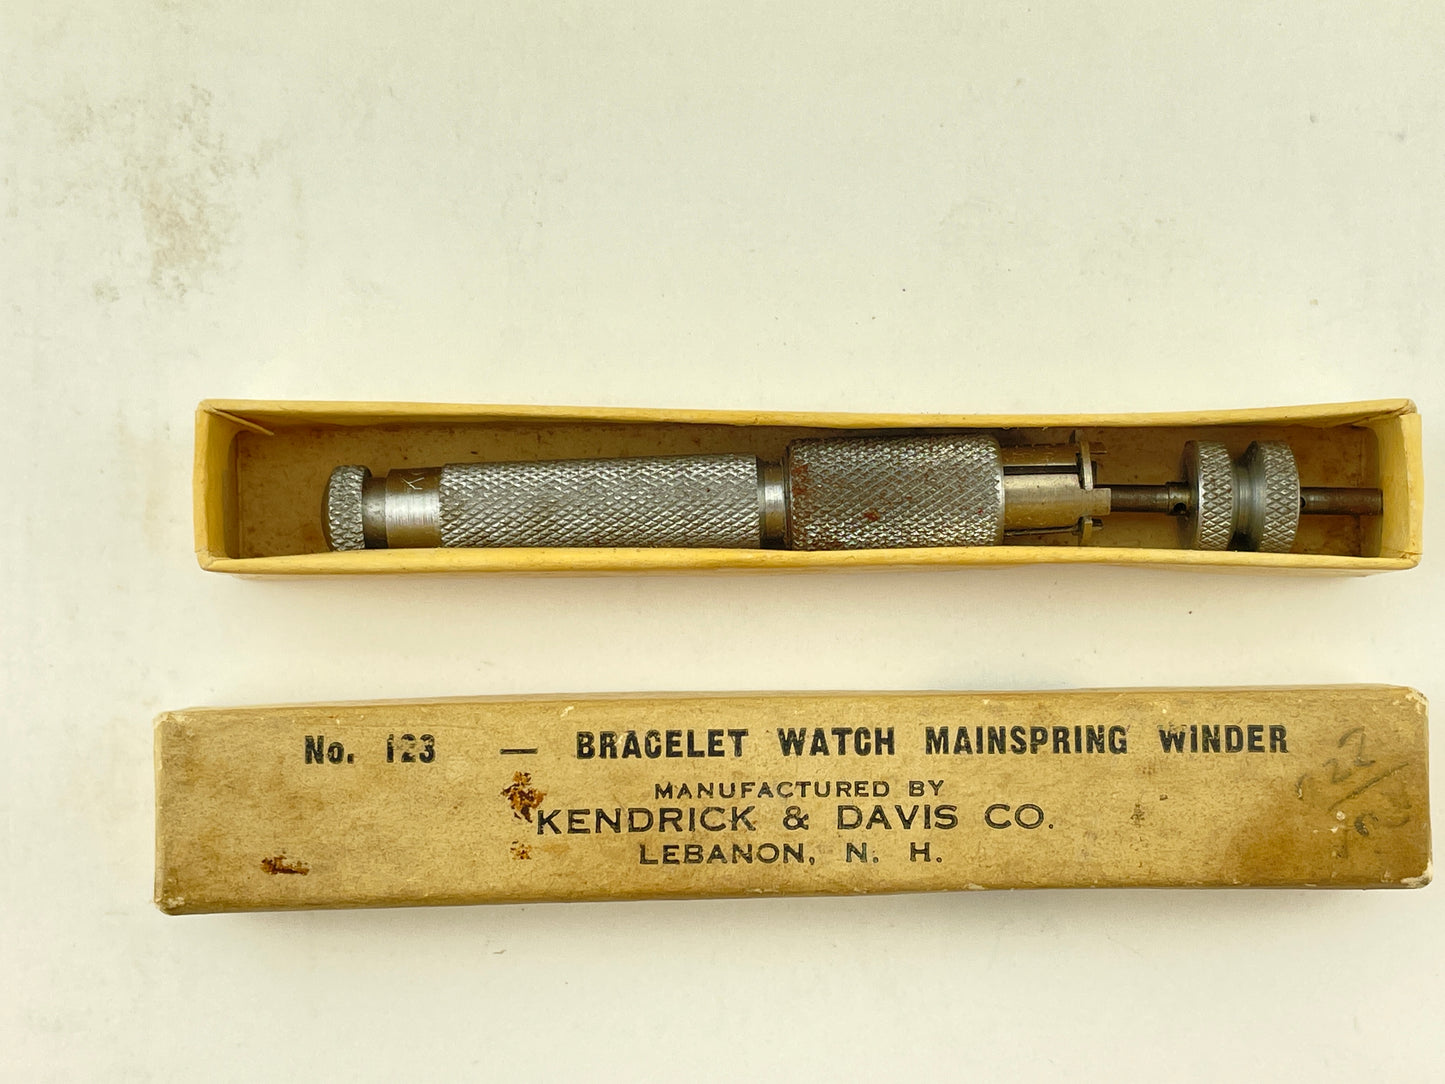 No. 123 — BRACELET WATCH MAINSPRING WINDER
MANUFACTURED BY
KENDRICK & DAVIS CO.
LEBANON, N. H.